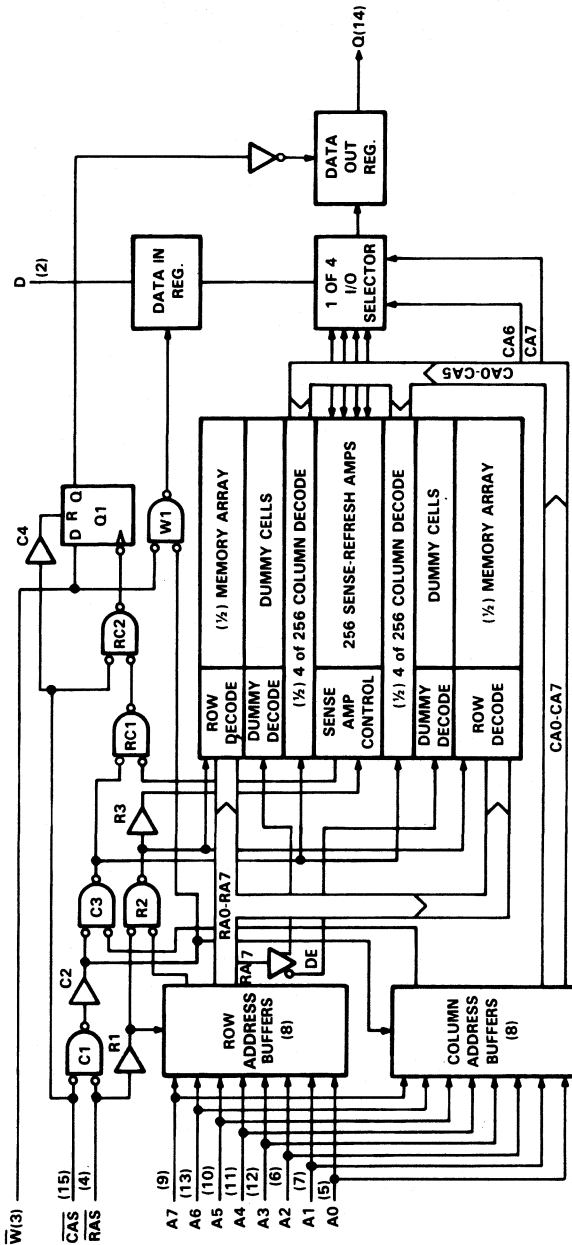 W̅(3)
C̅A̅S̅ (15)
R̅A̅S̅ (4)
A7 (9)
A6 (13)
A5 (10)
A4 (11)
A3 (12)
A2 (6)
A1 (7)
A0 (5)
C1
C2
R1
C3
R2
R3
RC1
RC2
C4
D R Q
Q1
W1
D (2)
DATA IN
REG.
ROW
ADDRESS
BUFFERS
(8)
RA0-RA7
RA7
DE
COLUMN
ADDRESS
BUFFERS
(8)
ROW
DECODE
(½) MEMORY ARRAY
DUMMY
DECODE
DUMMY CELLS
(½) 4 of 256 COLUMN DECODE
SENSE
AMP
CONTROL
256 SENSE-REFRESH AMPS
(½) 4 of 256 COLUMN DECODE
DUMMY
DECODE
DUMMY CELLS
ROW
DECODE
(½) MEMORY ARRAY
CA0-CA7
CA0-CA5
CA6
CA7
1 OF 4
I/O
SELECTOR
DATA
OUT
REG.
Q(14)